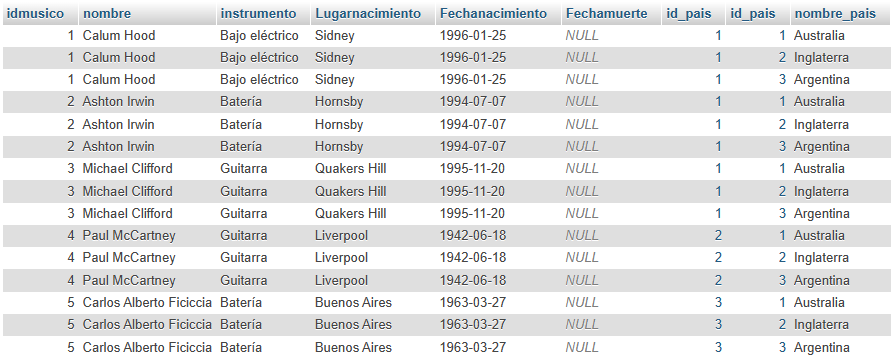 idmusico nombre instrumento Lugarnacimiento Fechanacimiento Fechamuerte id_pais id_pais nombre_pais
1 Calum Hood Bajo eléctrico Sidney 1996-01-25 NULL 1 1 Australia
1 Calum Hood Bajo eléctrico Sidney 1996-01-25 NULL 1 2 Inglaterra
1 Calum Hood Bajo eléctrico Sidney 1996-01-25 NULL 1 3 Argentina
2 Ashton Irwin Batería Hornsby 1994-07-07 NULL 1 1 Australia
2 Ashton Irwin Batería Hornsby 1994-07-07 NULL 1 2 Inglaterra
2 Ashton Irwin Batería Hornsby 1994-07-07 NULL 1 3 Argentina
3 Michael Clifford Guitarra Quakers Hill 1995-11-20 NULL 1 1 Australia
3 Michael Clifford Guitarra Quakers Hill 1995-11-20 NULL 1 2 Inglaterra
3 Michael Clifford Guitarra Quakers Hill 1995-11-20 NULL 1 3 Argentina
4 Paul McCartney Guitarra Liverpool 1942-06-18 NULL 2 1 Australia
4 Paul McCartney Guitarra Liverpool 1942-06-18 NULL 2 2 Inglaterra
4 Paul McCartney Guitarra Liverpool 1942-06-18 NULL 2 3 Argentina
5 Carlos Alberto Ficiccia Batería Buenos Aires 1963-03-27 NULL 3 1 Australia
5 Carlos Alberto Ficiccia Batería Buenos Aires 1963-03-27 NULL 3 2 Inglaterra
5 Carlos Alberto Ficiccia Batería Buenos Aires 1963-03-27 NULL 3 3 Argentina